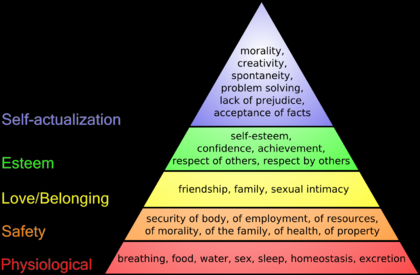 morality,
creativity,
spontaneity,
problem solving,
lack of prejudice,
acceptance of facts
Self-actualization
self-esteem,
confidence, achievement,
respect of others, respect by others
Esteem
friendship, family, sexual intimacy
Love/Belonging
security of body, of employment, of resources,
of morality, of the family, of health, of property
Safety
breathing, food, water, sex, sleep, homeostasis, excretion
Physiological